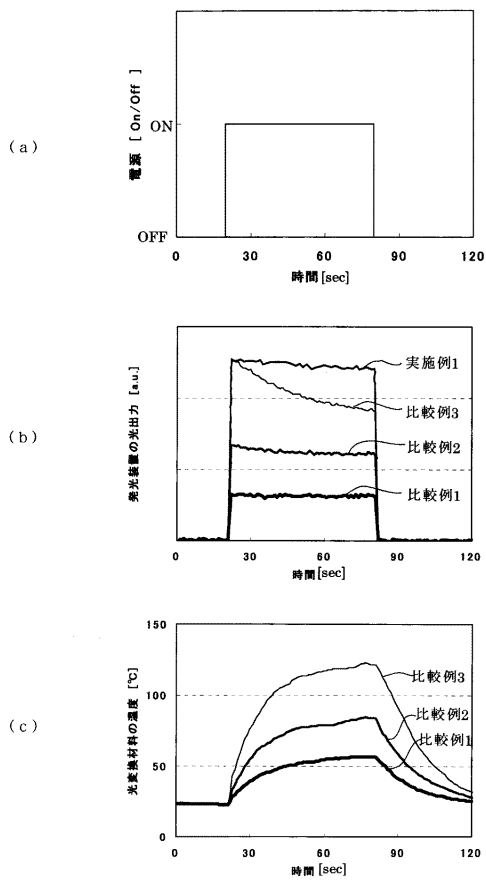 (a)
電源 [ On/Off ]
ON
OFF
0
30
60
90
120
時間[sec]
(b)
発光装置の光出力 [a.u.]
実施例1
比較例3
比較例2
比較例1
0
30
60
90
120
時間[sec]
(c)
光変換材料の温度 [℃]
150
100
50
0
比較例3
比較例2
比較例1
0
30
60
90
120
時間[sec]